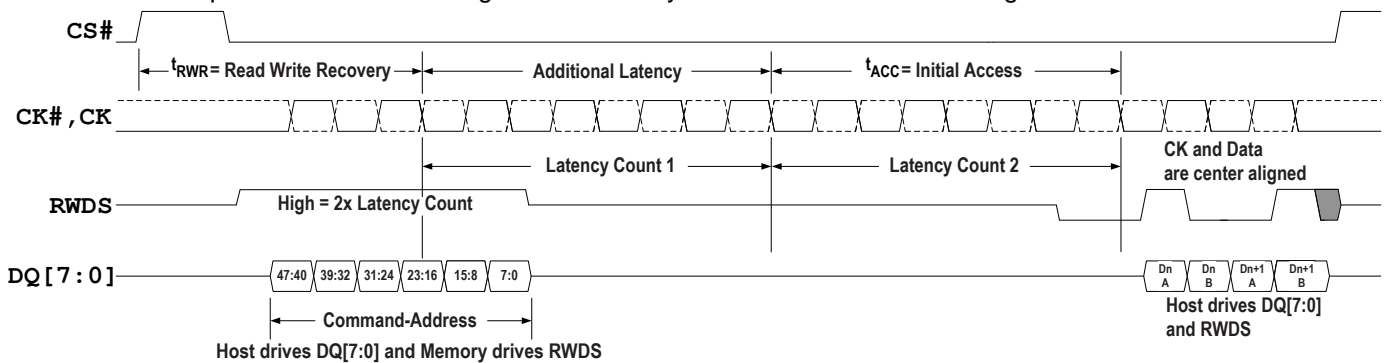 CS#
tRWR= Read Write Recovery
Additional Latency
tACC= Initial Access
CK#,CK
Latency Count 1
Latency Count 2
CK and Data
are center aligned
RWDS
High = 2x Latency Count
DQ[7:0]
47:40 39:32 31:24 23:16 15:8 7:0
Dn A
Dn B
Dn+1 A
Dn+1 B
Command-Address
Host drives DQ[7:0]
and RWDS
Host drives DQ[7:0] and Memory drives RWDS